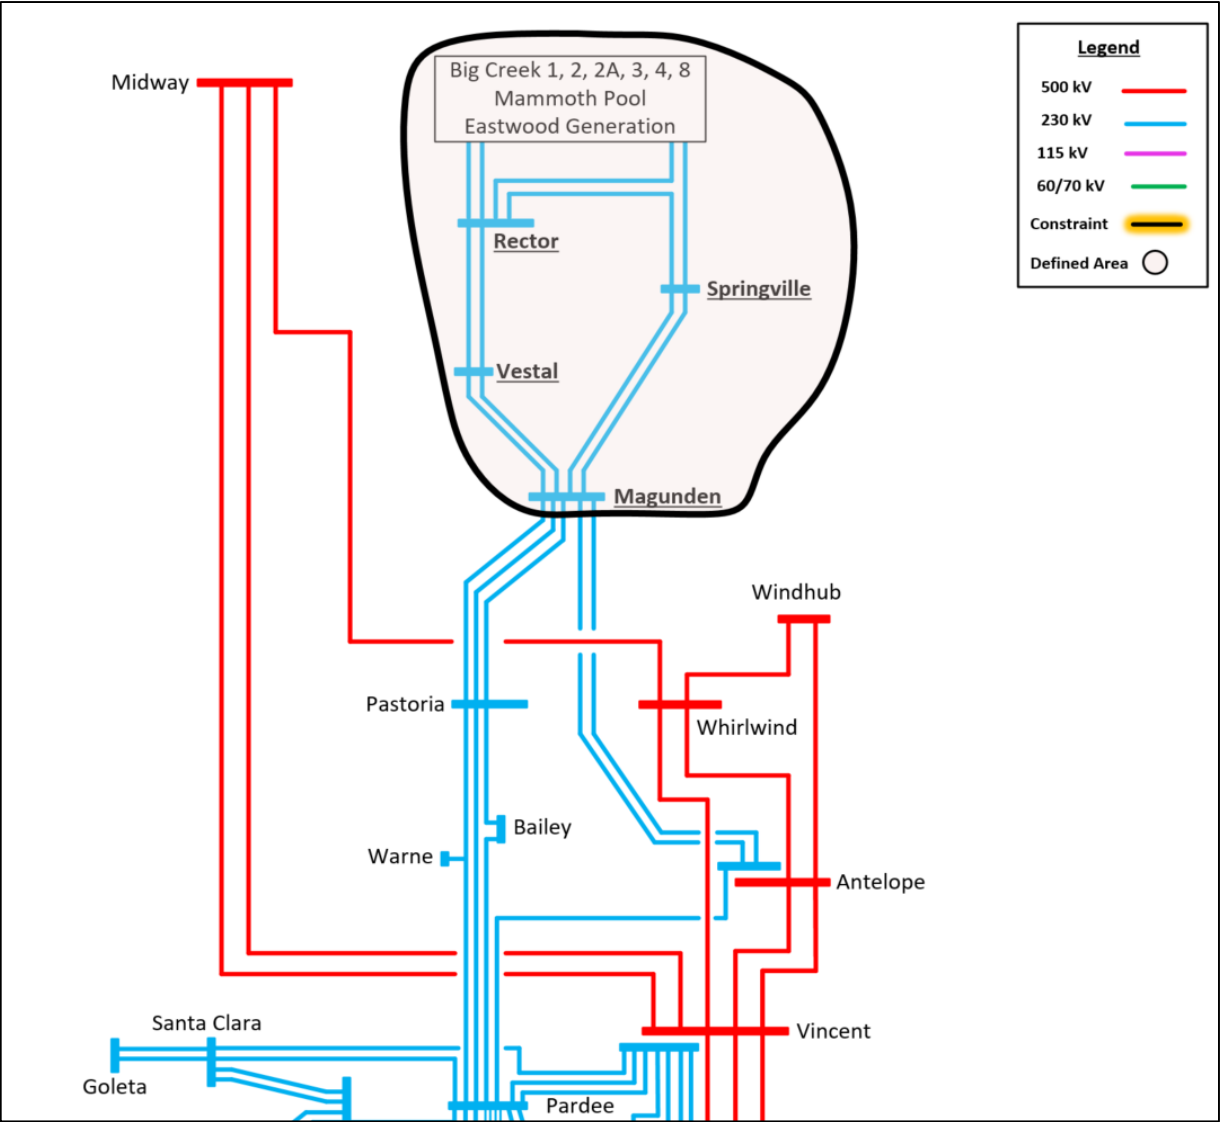 Midway
Big Creek 1, 2, 2A, 3, 4, 8
Mammoth Pool
Eastwood Generation
Rector
Springville
Vestal
Magunden
Legend
500 kV
230 kV
115 kV
60/70 kV
Constraint
Defined Area
Windhub
Pastoria
Whirlwind
Bailey
Warne
Antelope
Santa Clara
Vincent
Goleta
Pardee